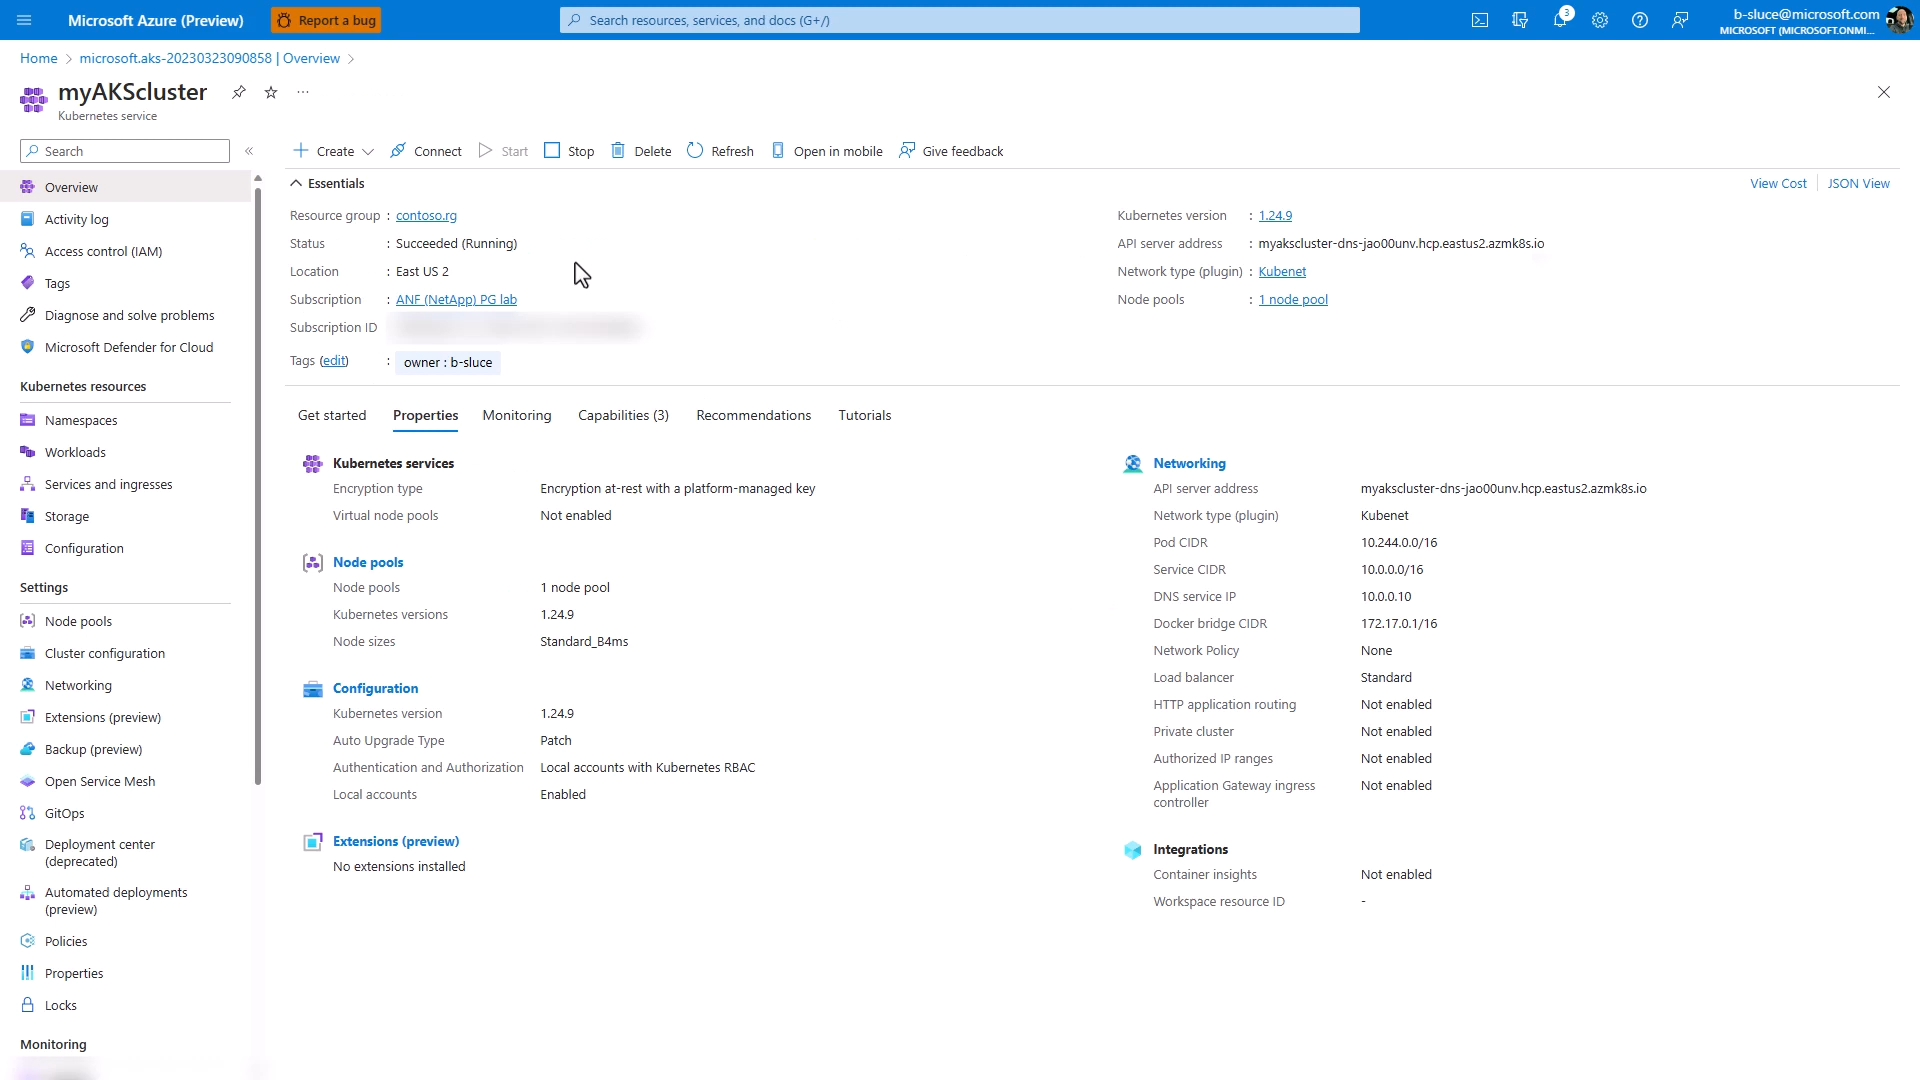 Microsoft Azure (Preview)
Report a bug
Search resources, services, and docs (G+/)
3
b-sluce@microsoft.com
MICROSOFT (MICROSOFT.ONMI...
Home > microsoft.aks-20230323090858 | Overview >
myAKScluster
...
Kubernetes service
Search
«
Overview
Activity log
Access control (IAM)
Tags
Diagnose and solve problems
Microsoft Defender for Cloud
Kubernetes resources
Namespaces
Workloads
Services and ingresses
Storage
Configuration
Settings
Node pools
Cluster configuration
Networking
Extensions (preview)
Backup (preview)
Open Service Mesh
GitOps
Deployment center
(deprecated)
Automated deployments
(preview)
Policies
Properties
Locks
Monitoring
Create
Connect
Start
Stop
Delete
Refresh
Open in mobile
Give feedback
Essentials
View Cost
JSON View
Resource group : contoso.rg
Status : Succeeded (Running)
Location : East US 2
Subscription : ANF (NetApp) PG lab
Subscription ID
Tags (edit) : owner : b-sluce
Kubernetes version : 1.24.9
API server address : myakscluster-dns-jao00unv.hcp.eastus2.azmk8s.io
Network type (plugin) : Kubenet
Node pools : 1 node pool
Get started
Properties
Monitoring
Capabilities (3)
Recommendations
Tutorials
Kubernetes services
Encryption type Encryption at-rest with a platform-managed key
Virtual node pools Not enabled
Node pools
Node pools 1 node pool
Kubernetes versions 1.24.9
Node sizes Standard_B4ms
Configuration
Kubernetes version 1.24.9
Auto Upgrade Type Patch
Authentication and Authorization Local accounts with Kubernetes RBAC
Local accounts Enabled
Extensions (preview)
No extensions installed
Networking
API server address myakscluster-dns-jao00unv.hcp.eastus2.azmk8s.io
Network type (plugin) Kubenet
Pod CIDR 10.244.0.0/16
Service CIDR 10.0.0.0/16
DNS service IP 10.0.0.10
Docker bridge CIDR 172.17.0.1/16
Network Policy None
Load balancer Standard
HTTP application routing Not enabled
Private cluster Not enabled
Authorized IP ranges Not enabled
Application Gateway ingress Not enabled
controller
Integrations
Container insights Not enabled
Workspace resource ID -